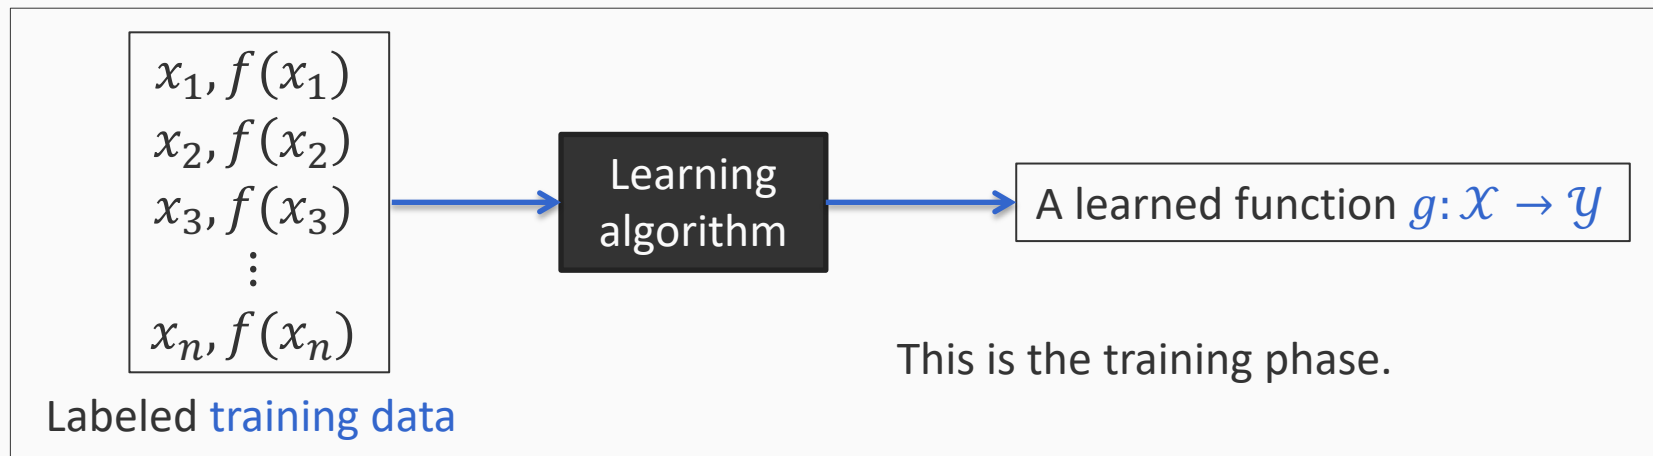 x₁, f(x₁)
x₂, f(x₂)
x₃, f(x₃)
⋮
xₙ, f(xₙ)
Labeled training data
Learning
algorithm
A learned function g: 𝒳 → 𝒴
This is the training phase.